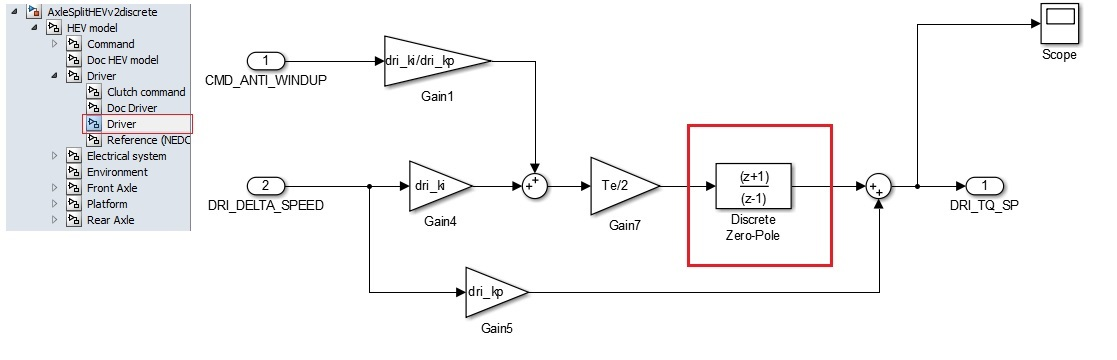 AxleSplitHEVv2discrete
HEV model
Command
Doc HEV model
Driver
Clutch command
Doc Driver
Driver
Reference (NEDC
Electrical system
Environment
Front Axle
Platform
Rear Axle
1
CMD_ANTI_WINDUP
dri_ki/dri_kp
Gain1
Scope
2
DRI_DELTA_SPEED
dri_ki
Gain4
++
Te/2
Gain7
(z+1)
(z-1)
Discrete
Zero-Pole
+
+
1
DRI_TQ_SP
dri_kp
Gain5